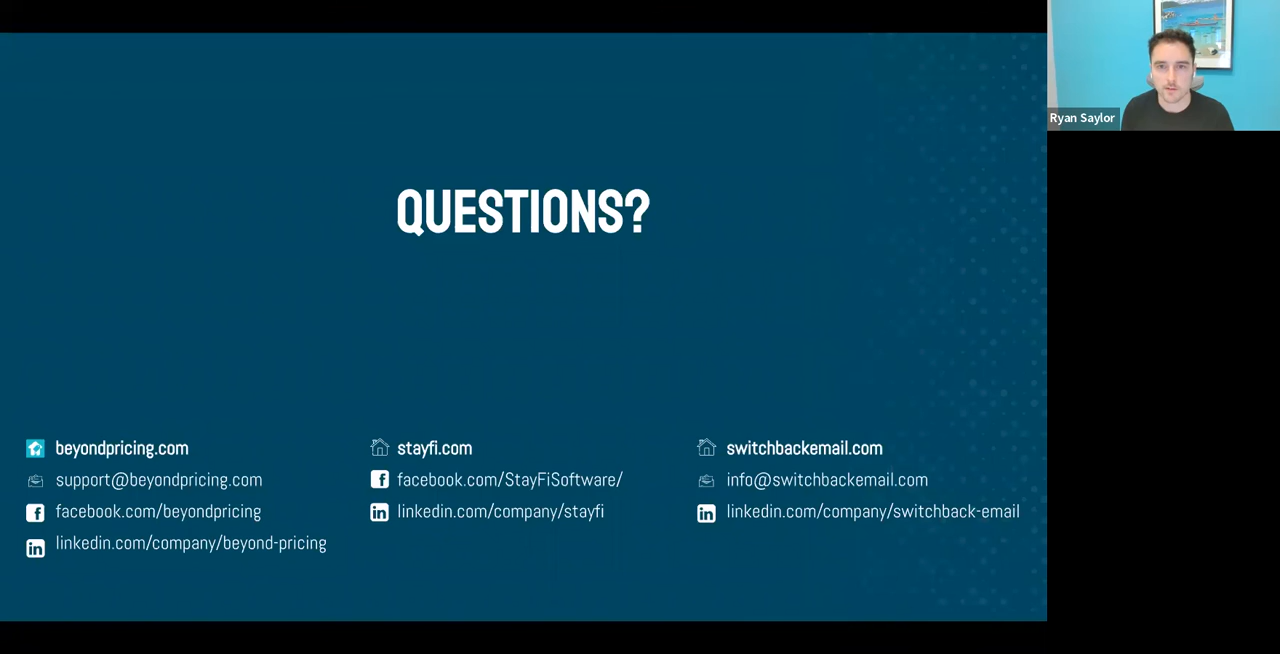 Ryan Saylor
QUESTIONS?
beyondpricing.com
support@beyondpricing.com
facebook.com/beyondpricing
linkedin.com/company/beyond-pricing
stayfi.com
facebook.com/StayFiSoftware/
linkedin.com/company/stayfi
switchbackemail.com
info@switchbackemail.com
linkedin.com/company/switchback-email